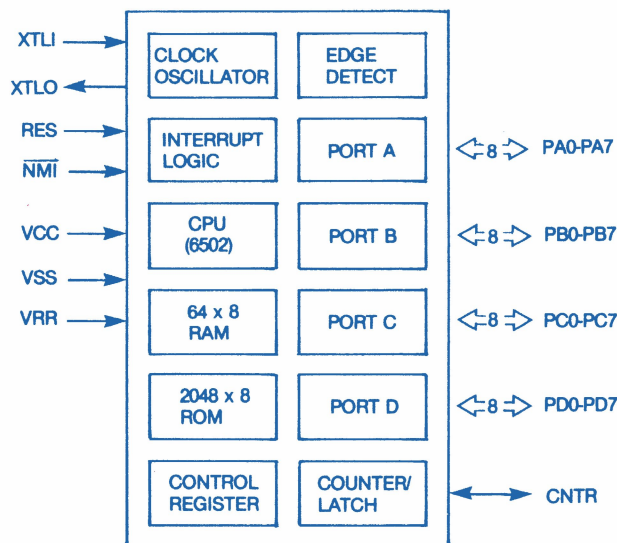 XTLI
XTLO
RES
NMI
VCC
VSS
VRR
CLOCK
OSCILLATOR
EDGE
DETECT
INTERRUPT
LOGIC
PORT A
CPU
(6502)
PORT B
64 x 8
RAM
PORT C
2048 x 8
ROM
PORT D
CONTROL
REGISTER
COUNTER/
LATCH
8 PA0-PA7
8 PB0-PB7
8 PC0-PC7
8 PD0-PD7
CNTR